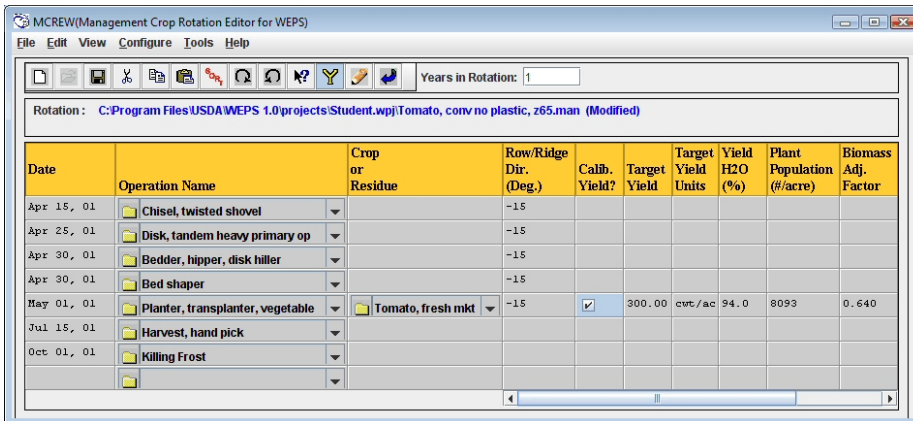 MCREW(Management Crop Rotation Editor for WEPS)
File Edit View Configure Tools Help
Years in Rotation: 1
Rotation : C:\Program Files\USDA\WEPS 1.0\projects\Student.wpj\Tomato, conv no plastic, z65.man (Modified)
Date Operation Name Crop or Residue Row/Ridge Dir. (Deg.) Calib. Yield? Target Yield Target Yield Units Yield H2O (%) Plant Population (#/acre) Biomass Adj. Factor
Apr 15, 01 Chisel, twisted shovel -15
Apr 25, 01 Disk, tandem heavy primary op -15
Apr 30, 01 Bedder, hipper, disk hiller -15
Apr 30, 01 Bed shaper -15
May 01, 01 Planter, transplanter, vegetable Tomato, fresh mkt -15 300.00 cwt/ac 94.0 8093 0.640
Jul 15, 01 Harvest, hand pick
Oct 01, 01 Killing Frost